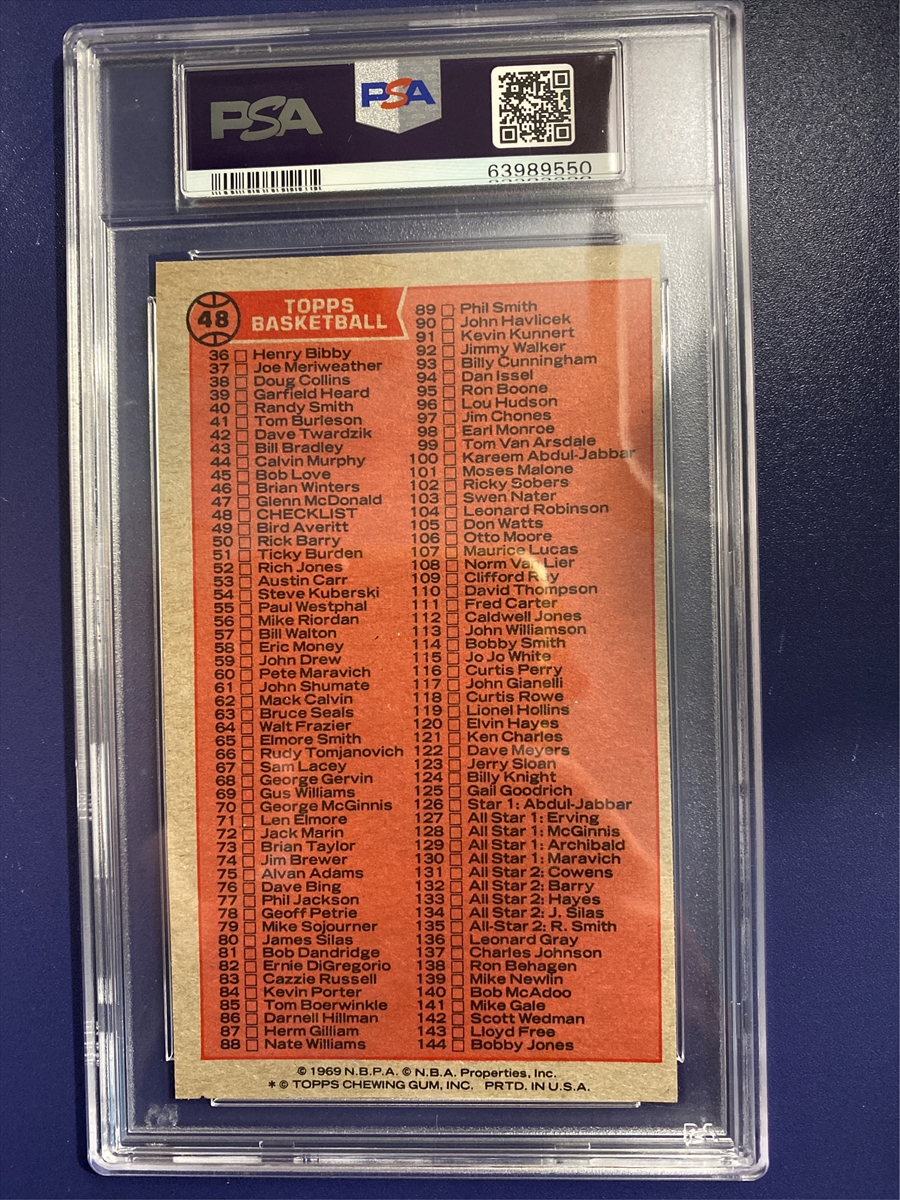 PSA
PSA
63989550
48
TOPPS
BASKETBALL
36 Henry Bibby
37 Joe Meriweather
38 Doug Collins
39 Garfield Heard
40 Randy Smith
41 Tom Burleson
42 Dave Twardzik
43 Bill Bradley
44 Calvin Murphy
45 Bob Love
46 Brian Winters
47 Glenn McDonald
48 CHECKLIST
49 Bird Averitt
50 Rick Barry
51 Ticky Burden
52 Rich Jones
53 Austin Carr
54 Steve Kuberski
55 Paul Westphal
56 Mike Riordan
57 Bill Walton
58 Eric Money
59 John Drew
60 Pete Maravich
61 John Shumate
62 Mack Calvin
63 Bruce Seals
64 Walt Frazier
65 Elmore Smith
66 Rudy Tomjanovich
67 Sam Lacey
68 George Gervin
69 Gus Williams
70 George McGinnis
71 Len Elmore
72 Jack Marin
73 Brian Taylor
74 Jim Brewer
75 Alvan Adams
76 Dave Bing
77 Phil Jackson
78 Geoff Petrie
79 Mike Sojourner
80 James Silas
81 Bob Dandridge
82 Ernie DiGregorio
83 Cazzie Russell
84 Kevin Porter
85 Tom Boerwinkle
86 Darnell Hillman
87 Herm Gilliam
88 Nate Williams
89 Phil Smith
90 John Havlicek
91 Kevin Kunnert
92 Jimmy Walker
93 Billy Cunningham
94 Dan Issel
95 Ron Boone
96 Lou Hudson
97 Jim Chones
98 Earl Monroe
99 Tom Van Arsdale
100 Kareem Abdul-Jabbar
101 Moses Malone
102 Ricky Sobers
103 Swen Nater
104 Leonard Robinson
105 Don Watts
106 Otto Moore
107 Maurice Lucas
108 Norm Van Lier
109 Clifford Ray
110 David Thompson
111 Fred Carter
112 Caldwell Jones
113 John Williamson
114 Bobby Smith
115 Jo Jo White
116 Curtis Perry
117 John Gianelli
118 Curtis Rowe
119 Lionel Hollins
120 Elvin Hayes
121 Ken Charles
122 Dave Meyers
123 Jerry Sloan
124 Billy Knight
125 Gail Goodrich
126 Star 1: Abdul-Jabbar
127 All Star 1: Erving
128 All Star 1: McGinnis
129 All Star 1: Archibald
130 All Star 1: Maravich
131 All Star 2: Cowens
132 All Star 2: Barry
133 All Star 2: Hayes
134 All Star 2: J. Silas
135 All-Star 2: R. Smith
136 Leonard Gray
137 Charles Johnson
138 Ron Behagen
139 Mike Newlin
140 Bob McAdoo
141 Mike Gale
142 Scott Wedman
143 Lloyd Free
144 Bobby Jones
© 1969 N.B.P.A. © N.B.A. Properties, Inc.
* © TOPPS CHEWING GUM, INC. PRTD. IN U.S.A.